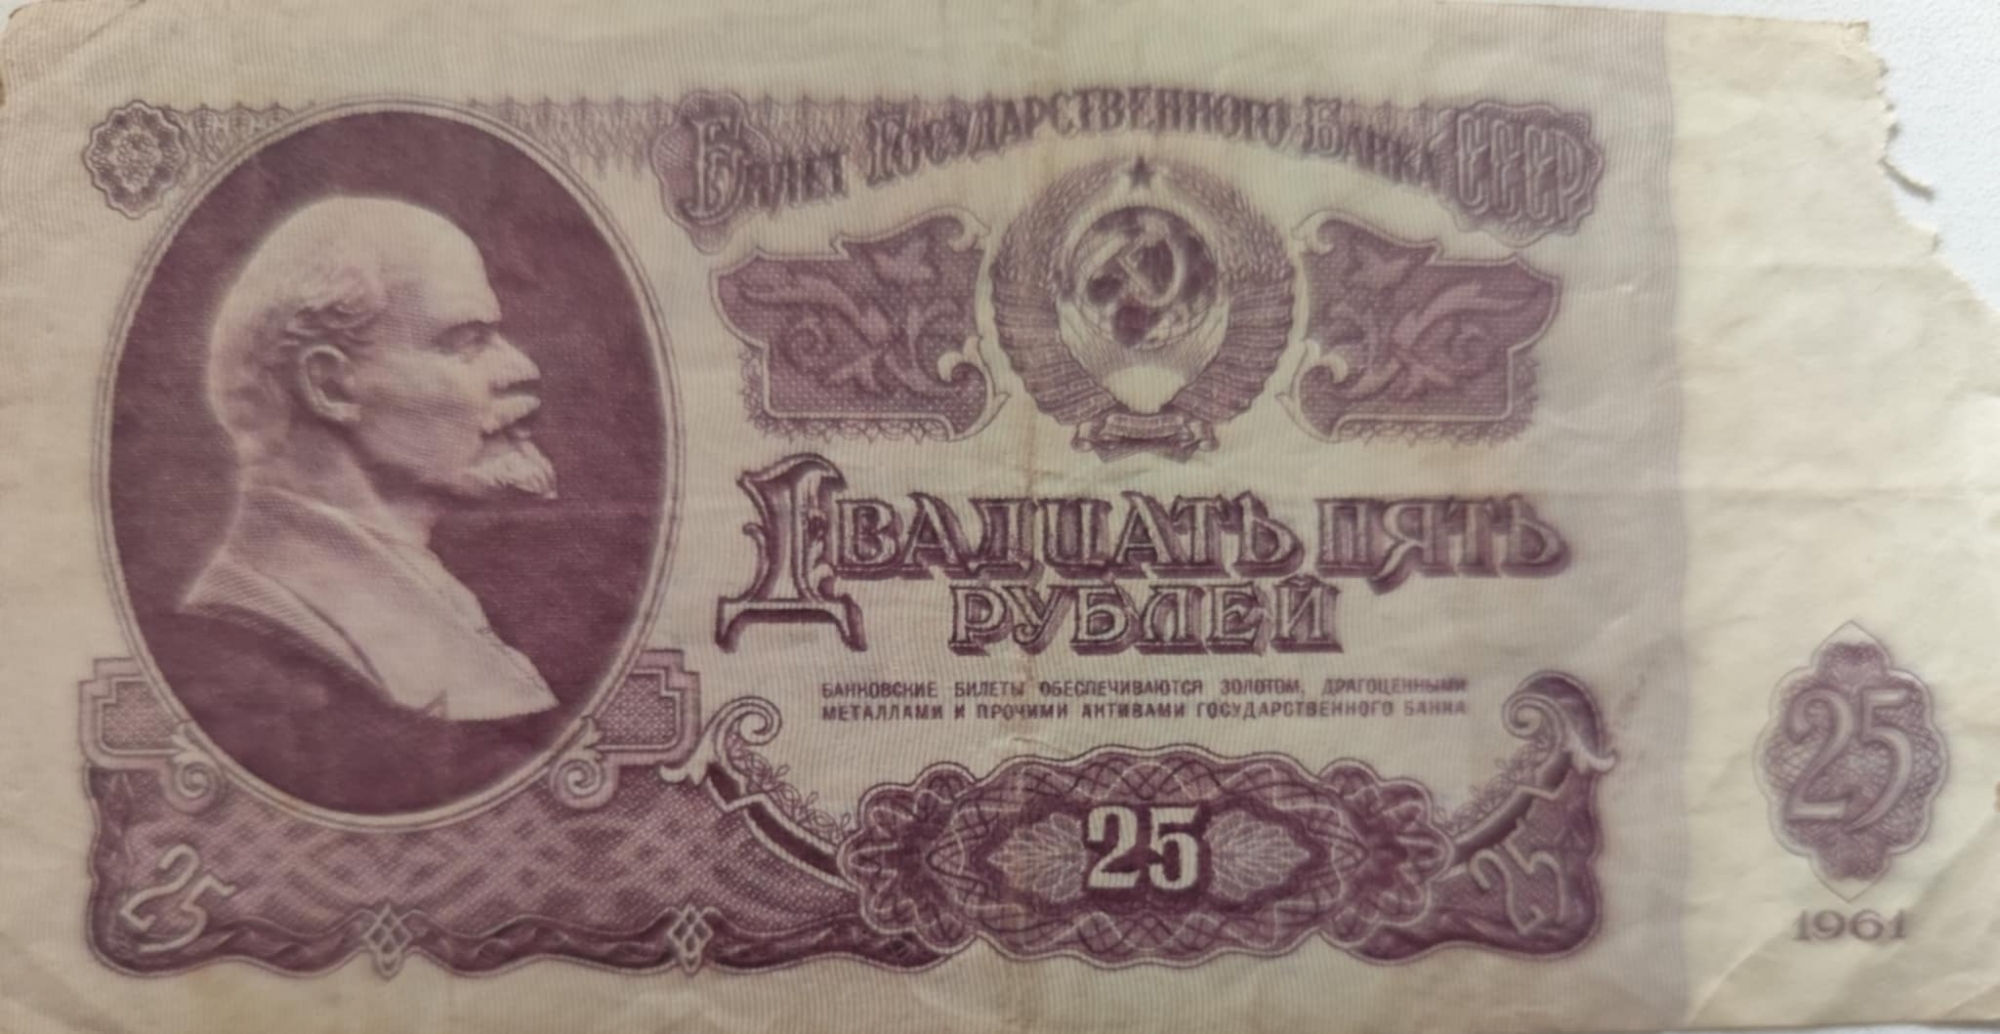 Билет Государственного Банка СССР
Двадцать пять
рублей
БАНКОВСКИЕ БИЛЕТЫ ОБЕСПЕЧИВАЮТСЯ ЗОЛОТОМ, ДРАГОЦЕННЫМИ
МЕТАЛЛАМИ И ПРОЧИМИ АКТИВАМИ ГОСУДАРСТВЕННОГО БАНКА
25
25
25
25
1961